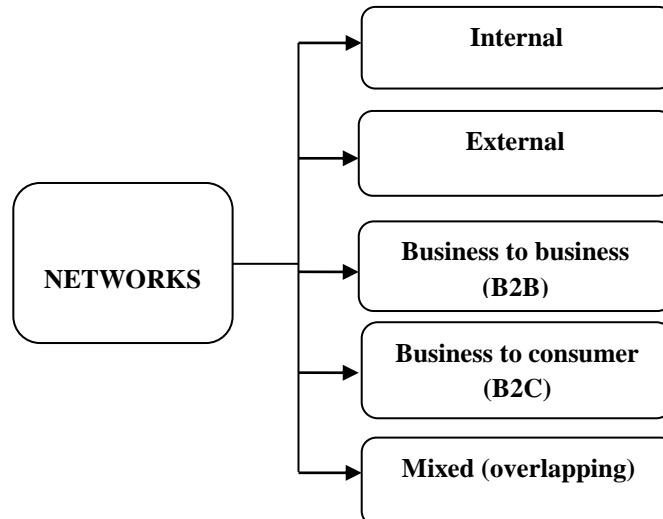 Internal
External
NETWORKS
Business to business
(B2B)
Business to consumer
(B2C)
Mixed (overlapping)